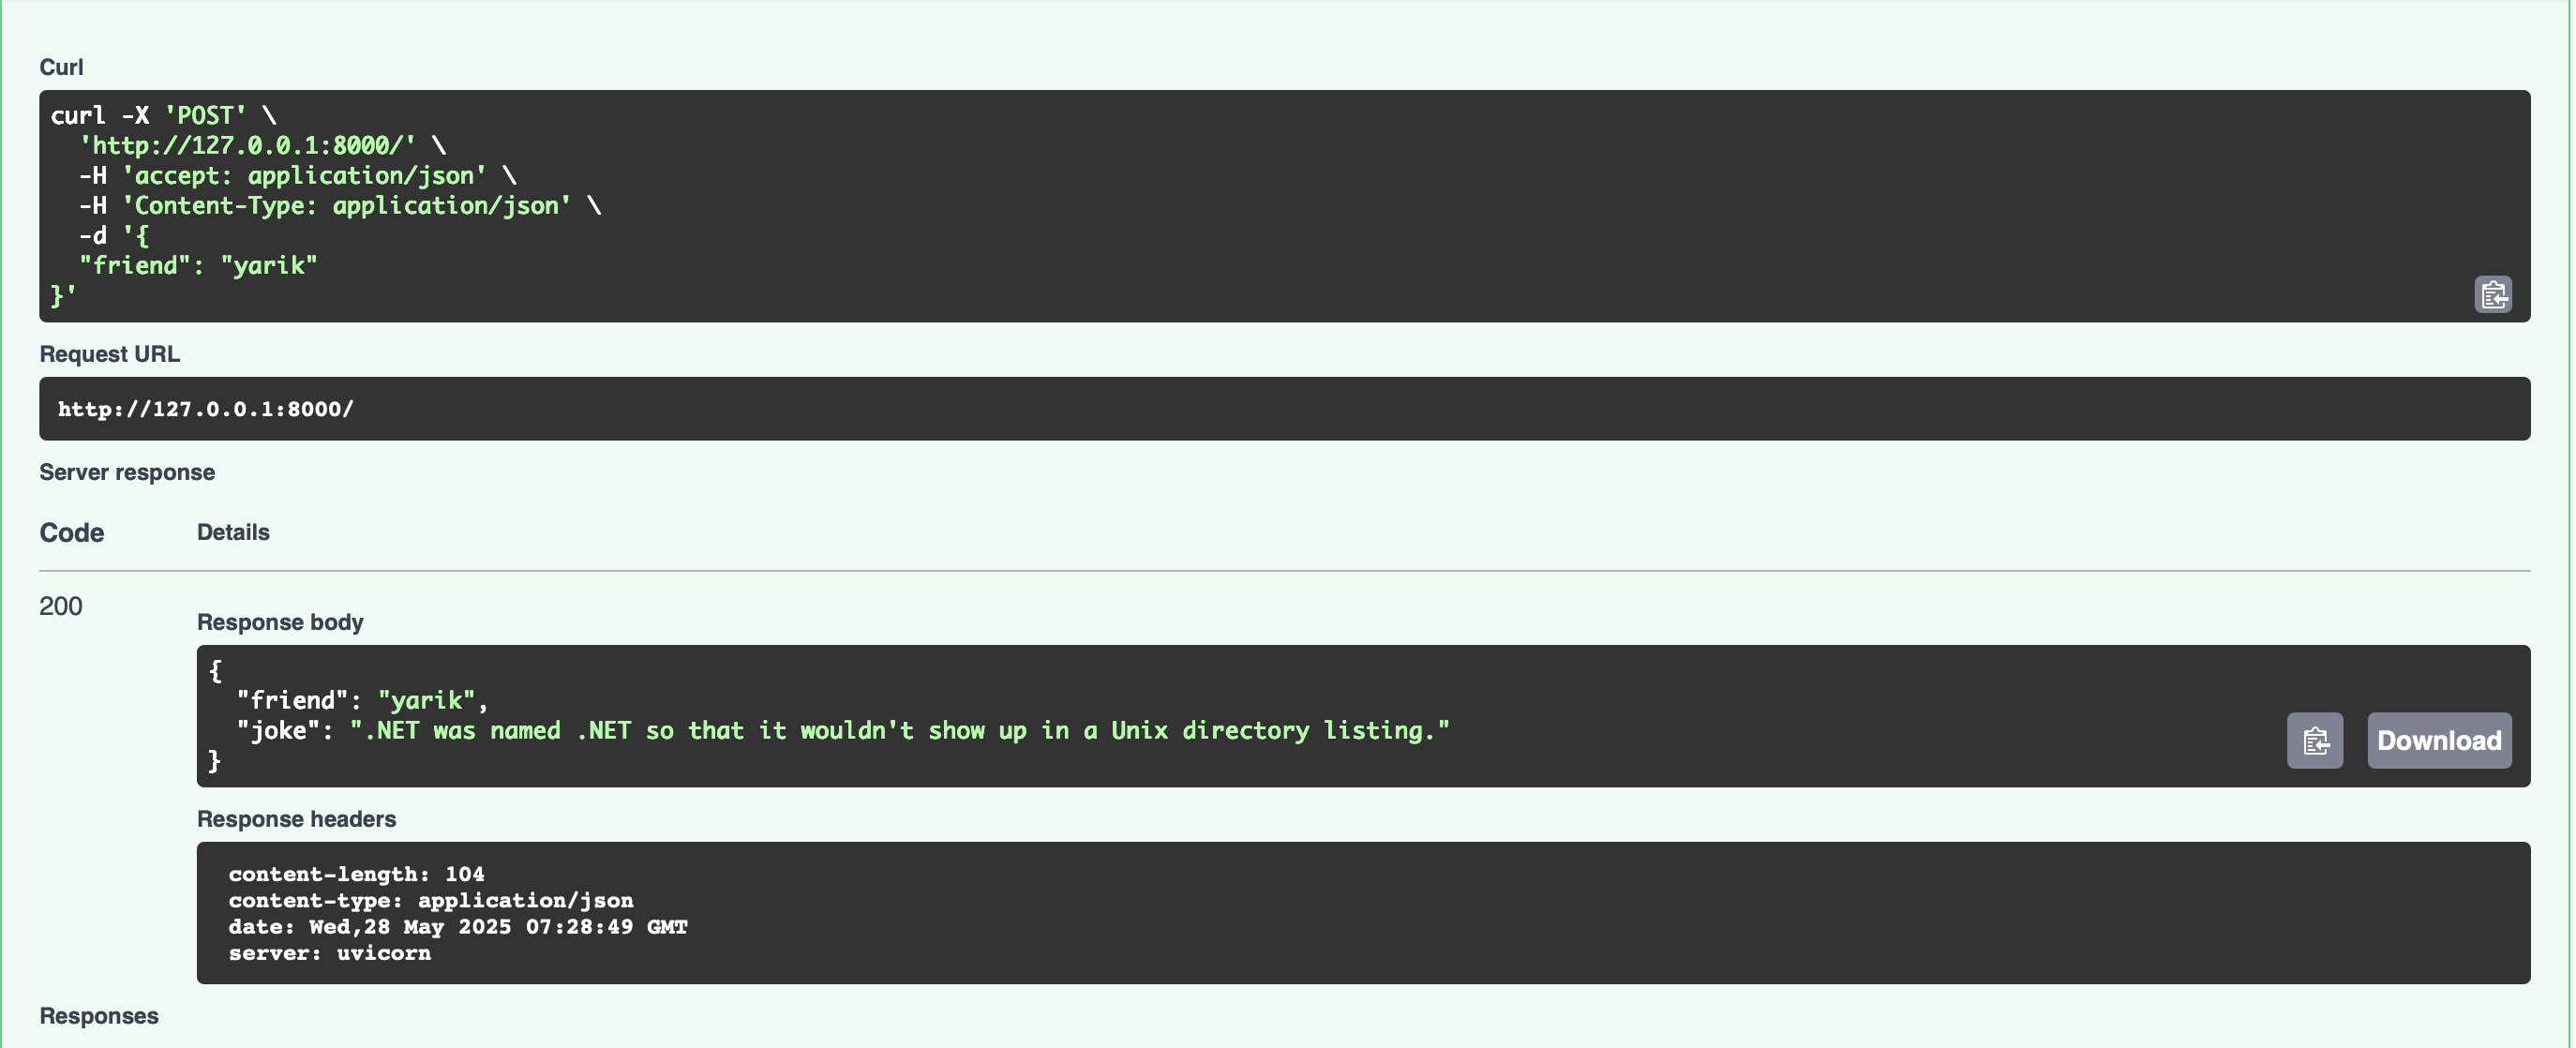 Curl
curl -X 'POST' \
  'http://127.0.0.1:8000/' \
  -H 'accept: application/json' \
  -H 'Content-Type: application/json' \
  -d '{
  "friend": "yarik"
}'
Request URL
http://127.0.0.1:8000/
Server response
Code Details
200
Response body
{
  "friend": "yarik",
  "joke": ".NET was named .NET so that it wouldn't show up in a Unix directory listing."
}
Download
Response headers
content-length: 104
content-type: application/json
date: Wed,28 May 2025 07:28:49 GMT
server: uvicorn
Responses